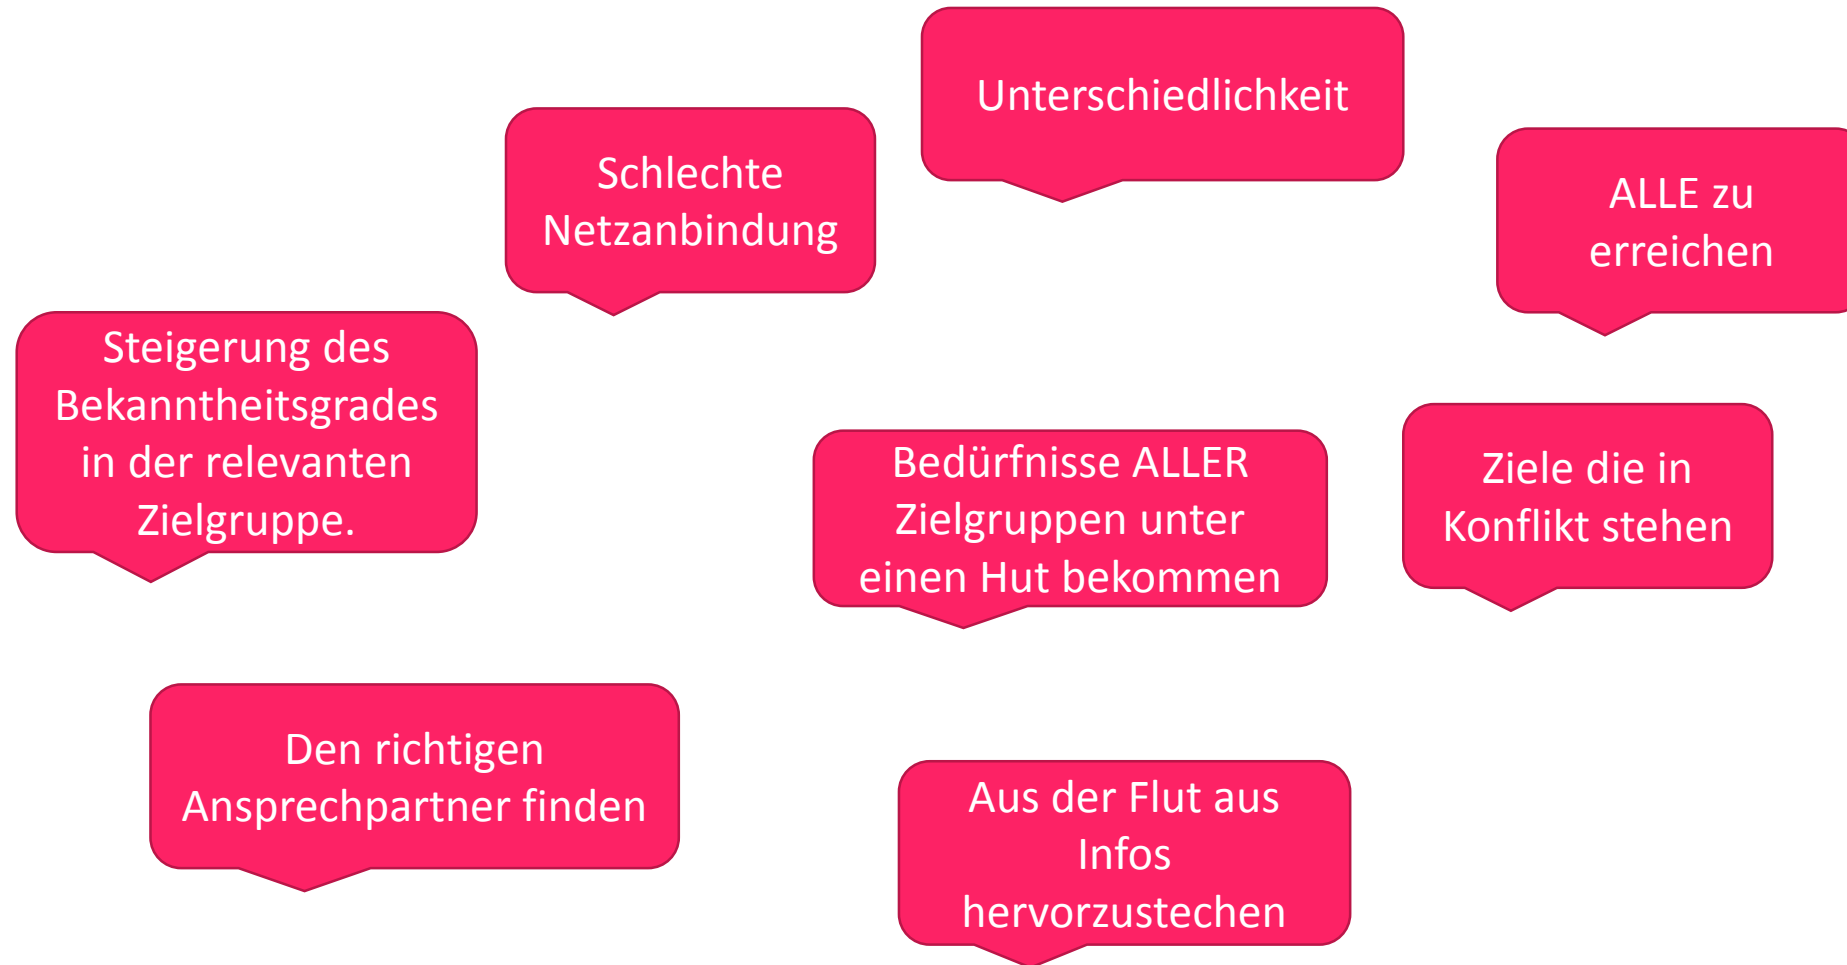 Unterschiedlichkeit
Schlechte
Netzanbindung
ALLE zu
erreichen
Steigerung des
Bekanntheitsgrades
in der relevanten
Zielgruppe.
Bedürfnisse ALLER
Zielgruppen unter
einen Hut bekommen
Ziele die in
Konflikt stehen
Den richtigen
Ansprechpartner finden
Aus der Flut aus
Infos
hervorzustechen